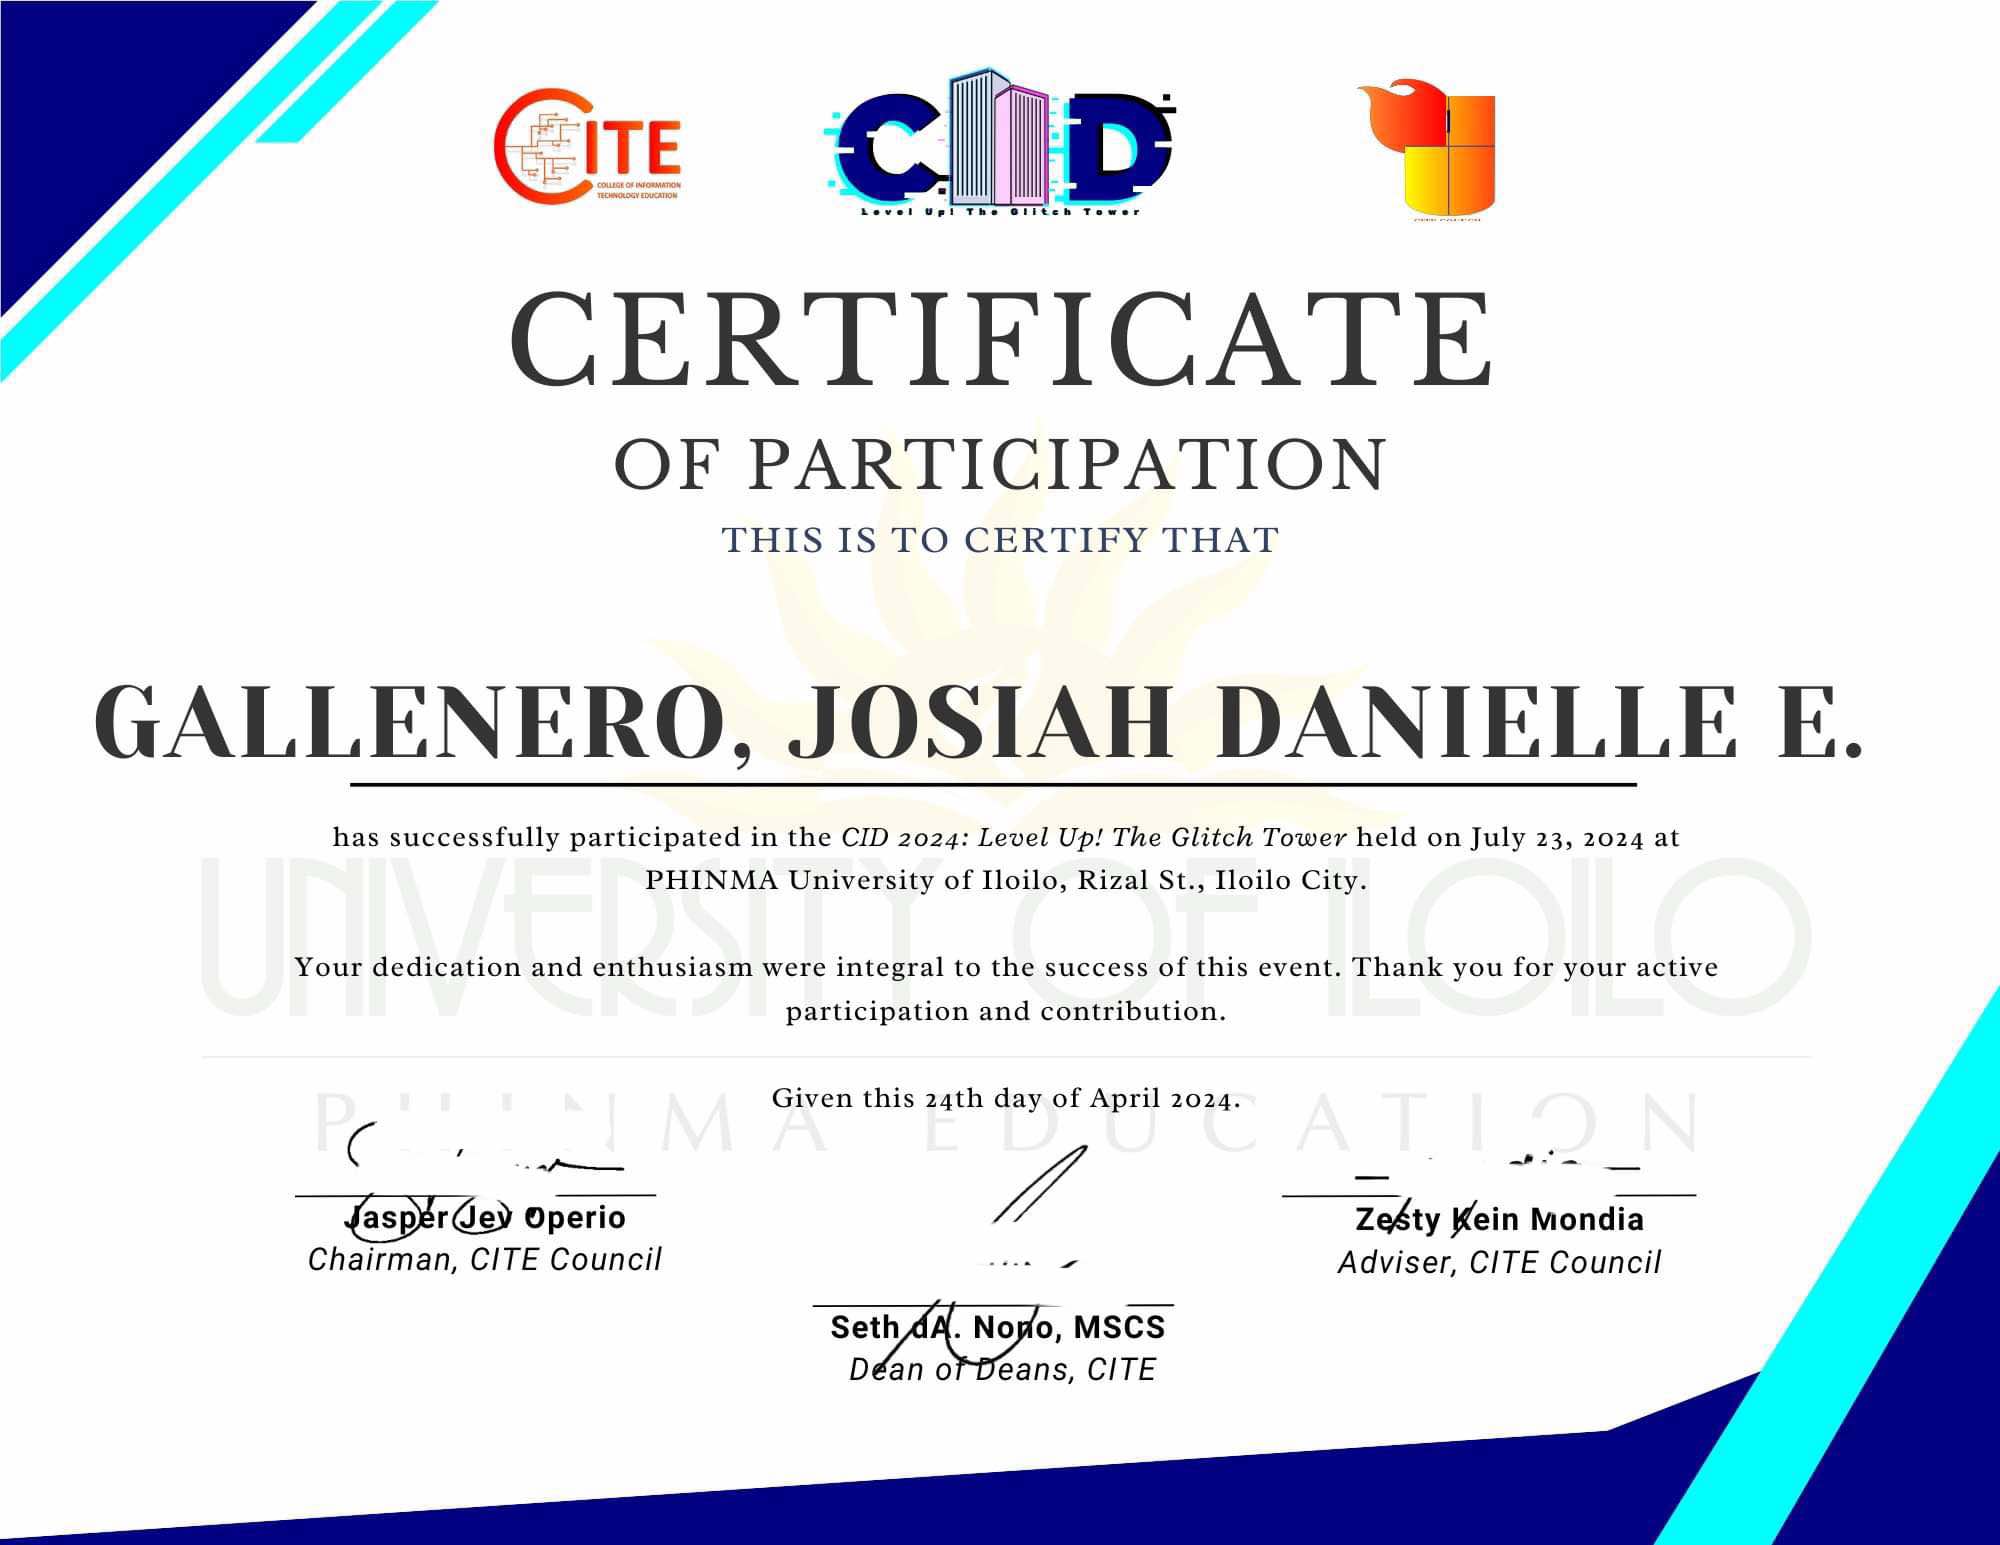 CITE
COLLEGE OF INFORMATION
TECHNOLOGY EDUCATION
CID
Level Up! The Glitch Tower
CITE COUNCIL
CERTIFICATE
OF PARTICIPATION
THIS IS TO CERTIFY THAT
GALLENERO, JOSIAH DANIELLE E.
has successfully participated in the CID 2024: Level Up! The Glitch Tower held on July 23, 2024 at
PHINMA University of Iloilo, Rizal St., Iloilo City.
UNIVERSITY OF ILOILO
Your dedication and enthusiasm were integral to the success of this event. Thank you for your active
participation and contribution.
Given this 24th day of April 2024.
PHINMA EDUCATION
Jasper Jev Operio
Chairman, CITE Council
Zesty Kein Mondia
Adviser, CITE Council
Seth dA. Nono, MSCS
Dean of Deans, CITE